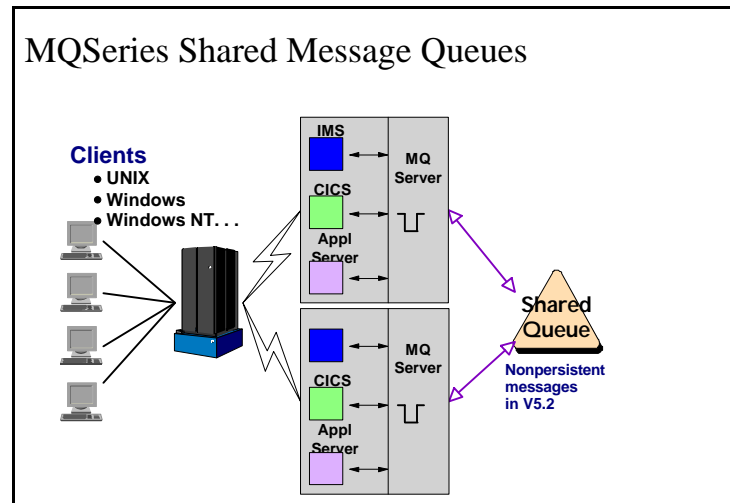 MQSeries Shared Message Queues
Clients
• UNIX
• Windows
• Windows NT. . .
IMS
CICS
Appl
Server
MQ
Server
CICS
Appl
Server
MQ
Server
Shared
Queue
Nonpersistent
messages
in V5.2